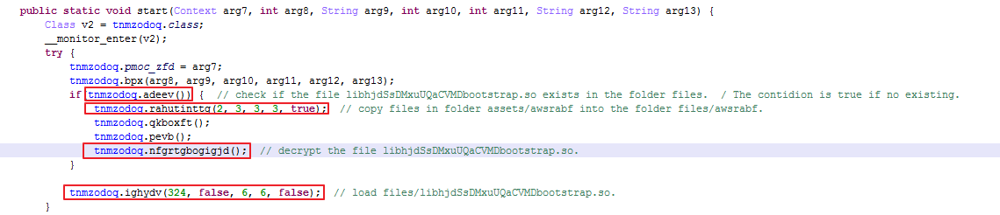 public static void start(Context arg7, int arg8, String arg9, int arg10, int arg11, String arg12, String arg13) {
Class v2 = tnmzodoq.class;
__monitor_enter(v2);
try {
tnmzodoq.pmoc_zfd = arg7;
tnmzodoq.bpx(arg8, arg9, arg10, arg11, arg12, arg13);
if(tnmzodoq.adeev()) {  // check if the file libhjdSsDMxuUQaCVMDbootstrap.so exists in the folder files.  / The contidion is true if no existing.
tnmzodoq.rahutinttq(2, 3, 3, 3, true);  // copy files in folder assets/awsrabf into the folder files/awsrabf.
tnmzodoq.qkboxft();
tnmzodoq.pevb();
tnmzodoq.nfgrtgbogigjd();  // decrypt the file libhjdSsDMxuUQaCVMDbootstrap.so.
}
tnmzodoq.ighydv(324, false, 6, 6, false);  // load files/libhjdSsDMxuUQaCVMDbootstrap.so.
}